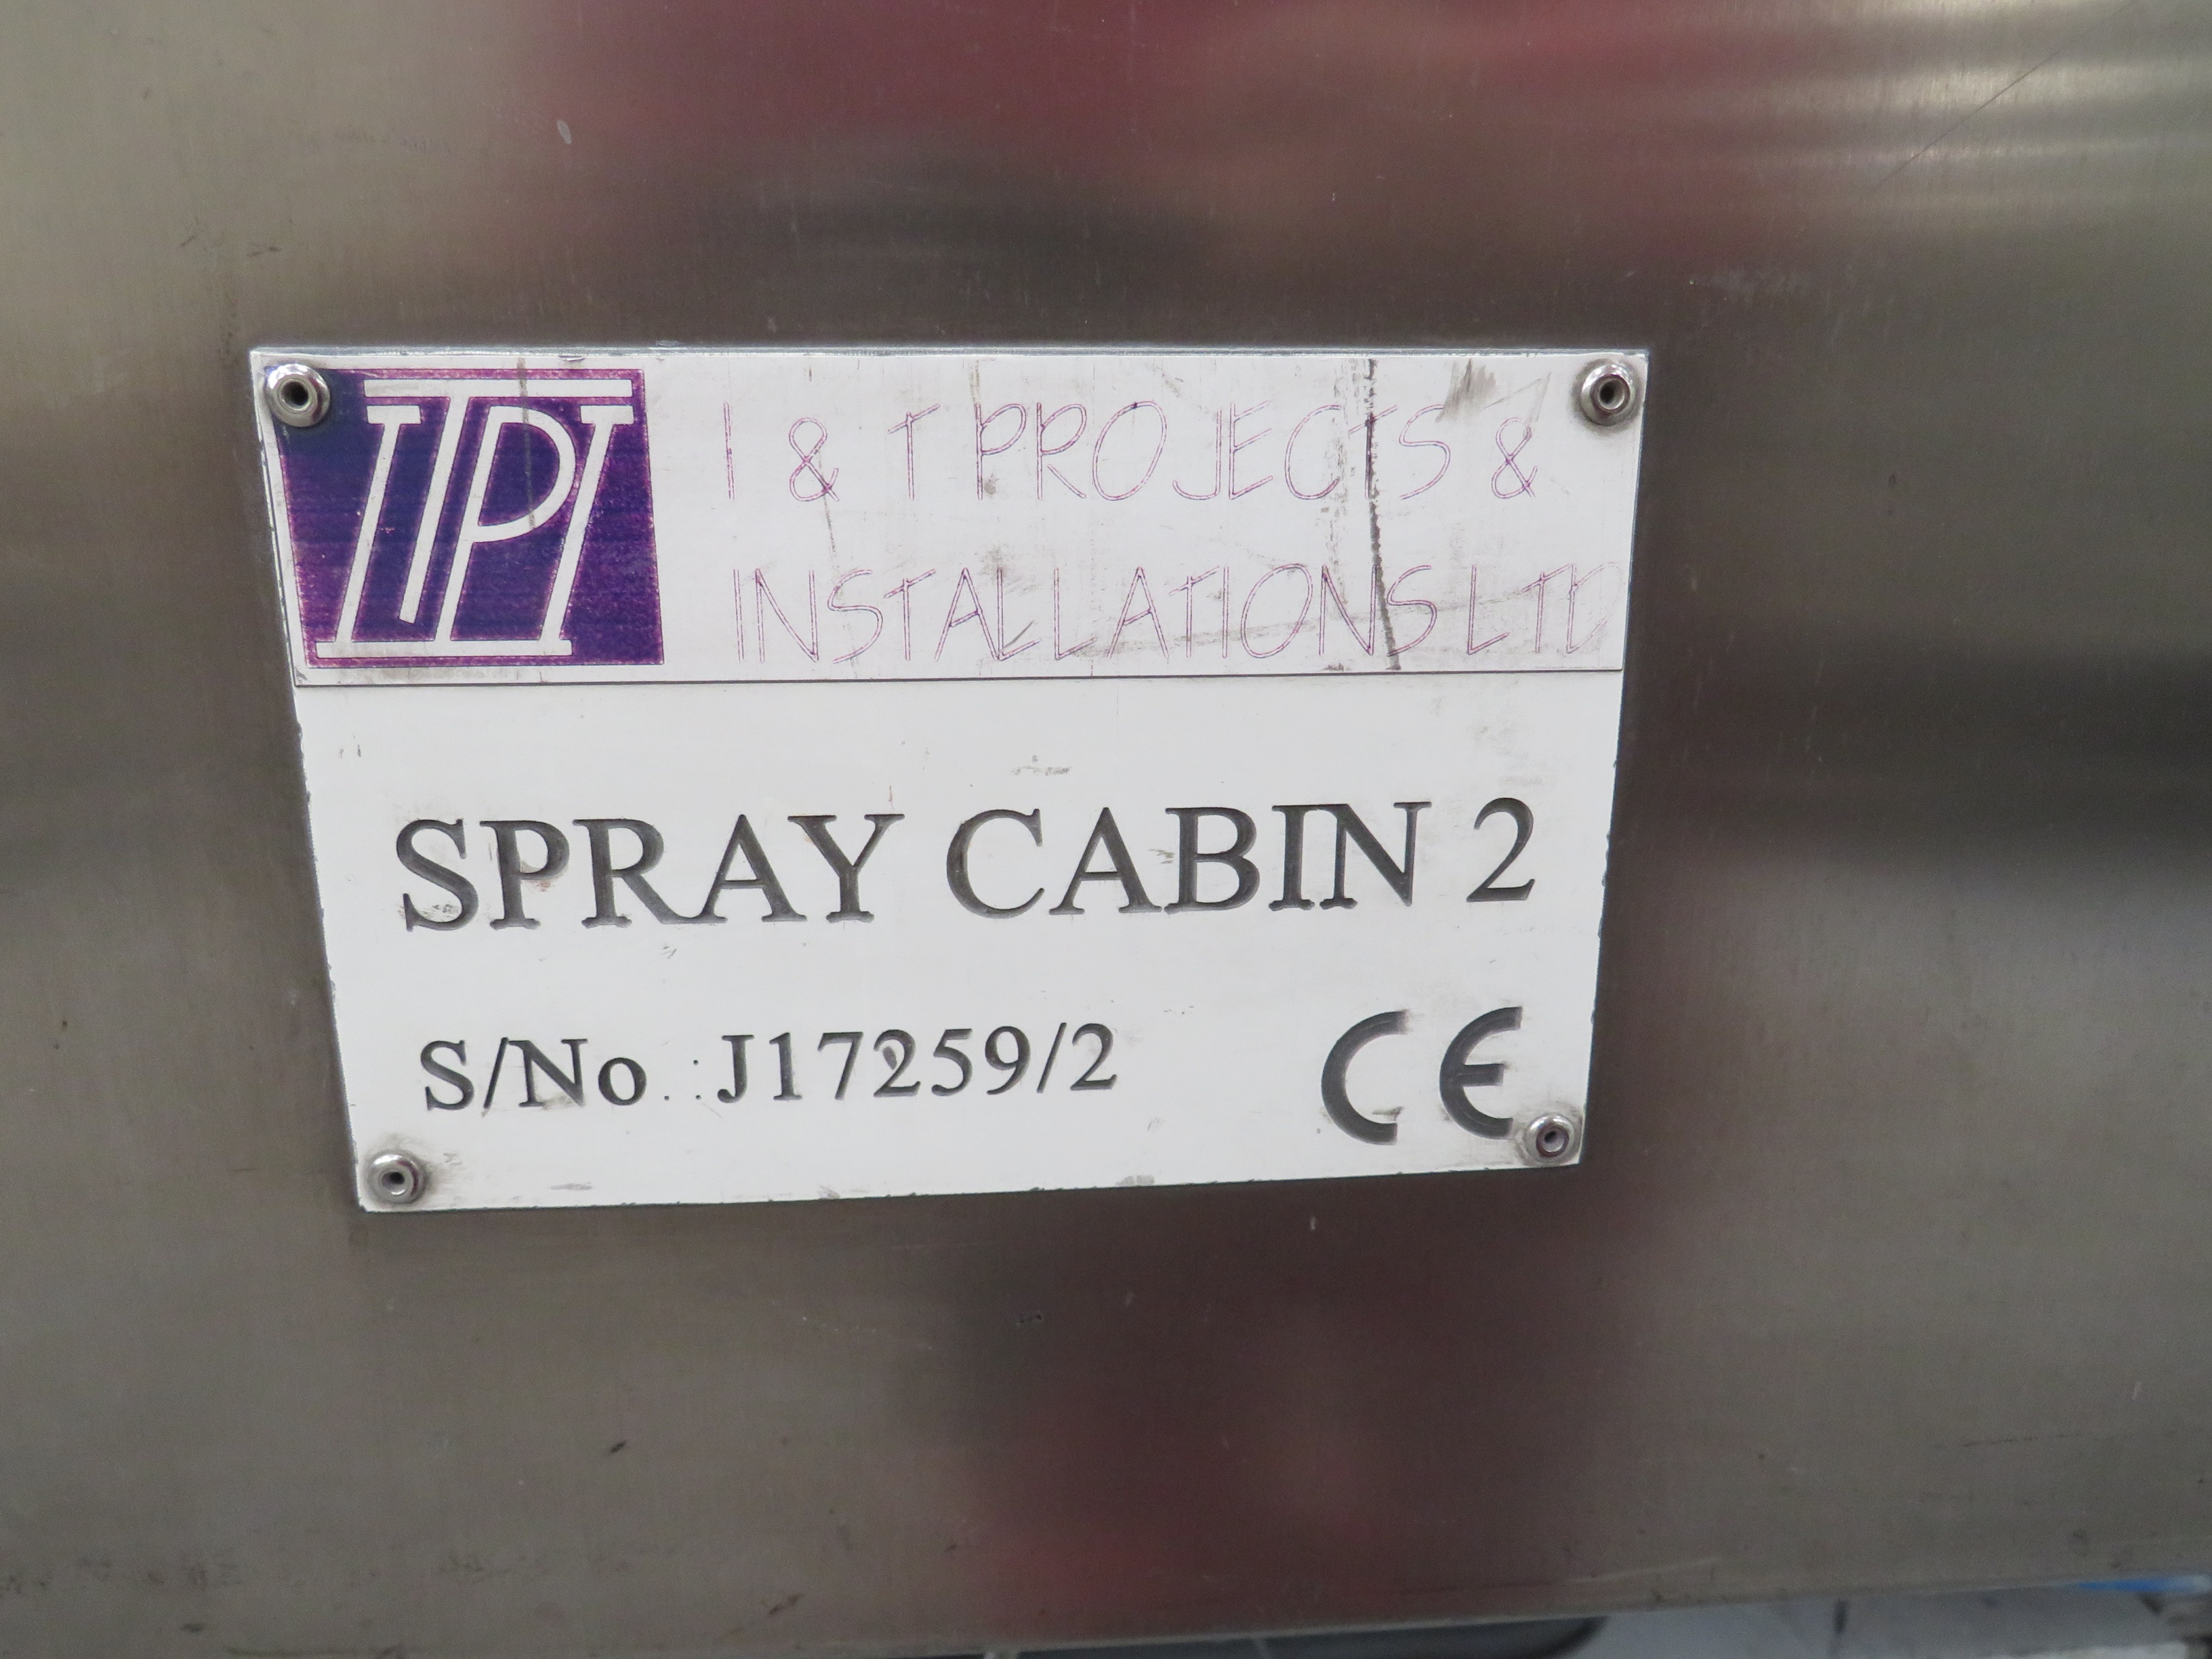 ITPI
I & T PROJECTS &
INSTALLATIONS LTD
SPRAY CABIN 2
S/No.: J17259/2
CE